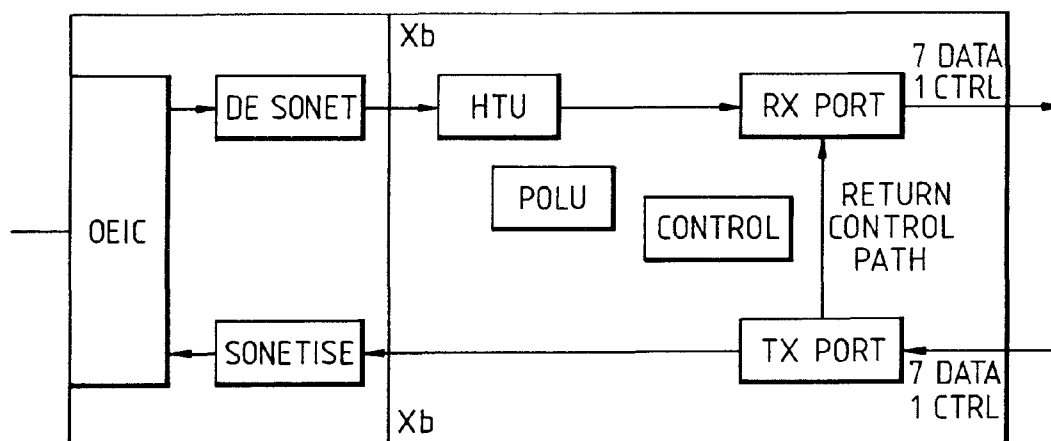 Xb
7 DATA
1 CTRL
DE SONET
HTU
RX PORT
POLU
CONTROL
RETURN
CONTROL
PATH
OEIC
SONETISE
TX PORT
7 DATA
1 CTRL
Xb